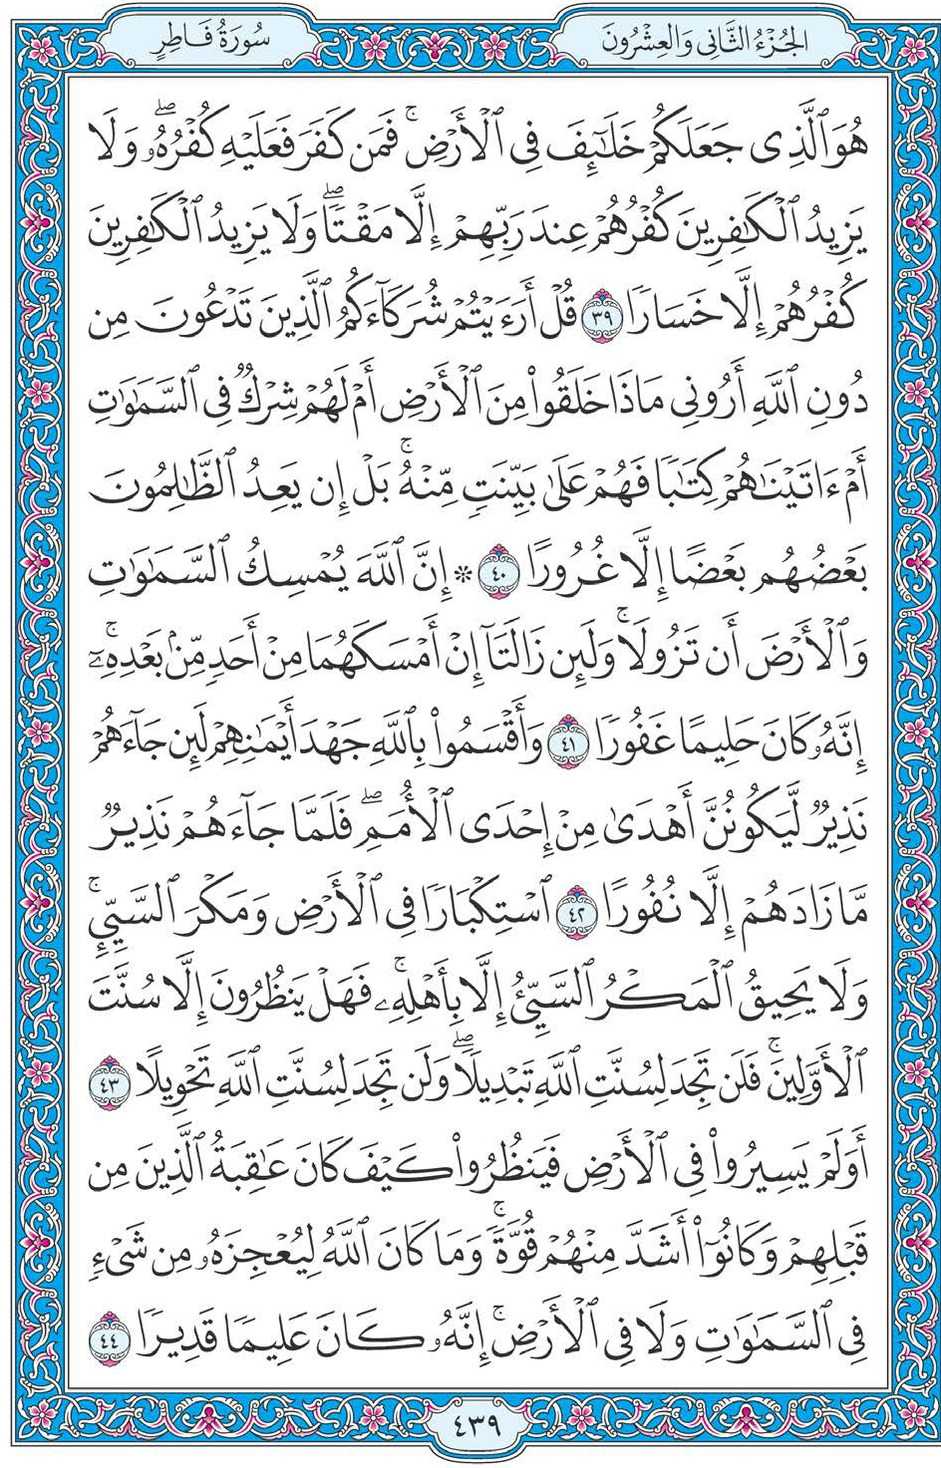 الجُزْءُ الثَّانِي وَالعِشْرُونَ
سُورَةُ فَاطِرٍ
هُوَ ٱلَّذِى جَعَلَكُمْ خَلَـٰٓئِفَ فِى ٱلْأَرْضِۚ فَمَن كَفَرَ فَعَلَيْهِ كُفْرُهُۥۖ وَلَا
يَزِيدُ ٱلْكَـٰفِرِينَ كُفْرُهُمْ عِندَ رَبِّهِمْ إِلَّا مَقْتًاۖ وَلَا يَزِيدُ ٱلْكَـٰفِرِينَ
كُفْرُهُمْ إِلَّا خَسَارًا ٣٩ قُلْ أَرَءَيْتُمْ شُرَكَآءَكُمُ ٱلَّذِينَ تَدْعُونَ مِن
دُونِ ٱللَّهِ أَرُونِى مَاذَا خَلَقُوا۟ مِنَ ٱلْأَرْضِ أَمْ لَهُمْ شِرْكٌ فِى ٱلسَّمَـٰوَٰتِ
أَمْ ءَاتَيْنَـٰهُمْ كِتَـٰبًا فَهُمْ عَلَىٰ بَيِّنَتٍ مِّنْهُۚ بَلْ إِن يَعِدُ ٱلظَّـٰلِمُونَ
بَعْضُهُم بَعْضًا إِلَّا غُرُورًا ٤٠ * إِنَّ ٱللَّهَ يُمْسِكُ ٱلسَّمَـٰوَٰتِ
وَٱلْأَرْضَ أَن تَزُولَاۚ وَلَئِن زَالَتَآ إِنْ أَمْسَكَهُمَا مِنْ أَحَدٍ مِّنۢ بَعْدِهِۦٓۚ
إِنَّهُۥ كَانَ حَلِيمًا غَفُورًا ٤١ وَأَقْسَمُوا۟ بِٱللَّهِ جَهْدَ أَيْمَـٰنِهِمْ لَئِن جَآءَهُمْ
نَذِيرٌ لَّيَكُونُنَّ أَهْدَىٰ مِنْ إِحْدَى ٱلْأُمَمِۖ فَلَمَّا جَآءَهُمْ نَذِيرٌ
مَّا زَادَهُمْ إِلَّا نُفُورًا ٤٢ ٱسْتِكْبَارًا فِى ٱلْأَرْضِ وَمَكْرَ ٱلسَّيِّئِۚ
وَلَا يَحِيقُ ٱلْمَكْرُ ٱلسَّيِّئُ إِلَّا بِأَهْلِهِۦۚ فَهَلْ يَنظُرُونَ إِلَّا سُنَّتَ
ٱلْأَوَّلِينَۚ فَلَن تَجِدَ لِسُنَّتِ ٱللَّهِ تَبْدِيلًاۖ وَلَن تَجِدَ لِسُنَّتِ ٱللَّهِ تَحْوِيلًا ٤٣
أَوَلَمْ يَسِيرُوا۟ فِى ٱلْأَرْضِ فَيَنظُرُوا۟ كَيْفَ كَانَ عَـٰقِبَةُ ٱلَّذِينَ مِن
قَبْلِهِمْ وَكَانُوٓا۟ أَشَدَّ مِنْهُمْ قُوَّةًۚ وَمَا كَانَ ٱللَّهُ لِيُعْجِزَهُۥ مِن شَىْءٍ
فِى ٱلسَّمَـٰوَٰتِ وَلَا فِى ٱلْأَرْضِۚ إِنَّهُۥ كَانَ عَلِيمًا قَدِيرًا ٤٤
٤٣٩